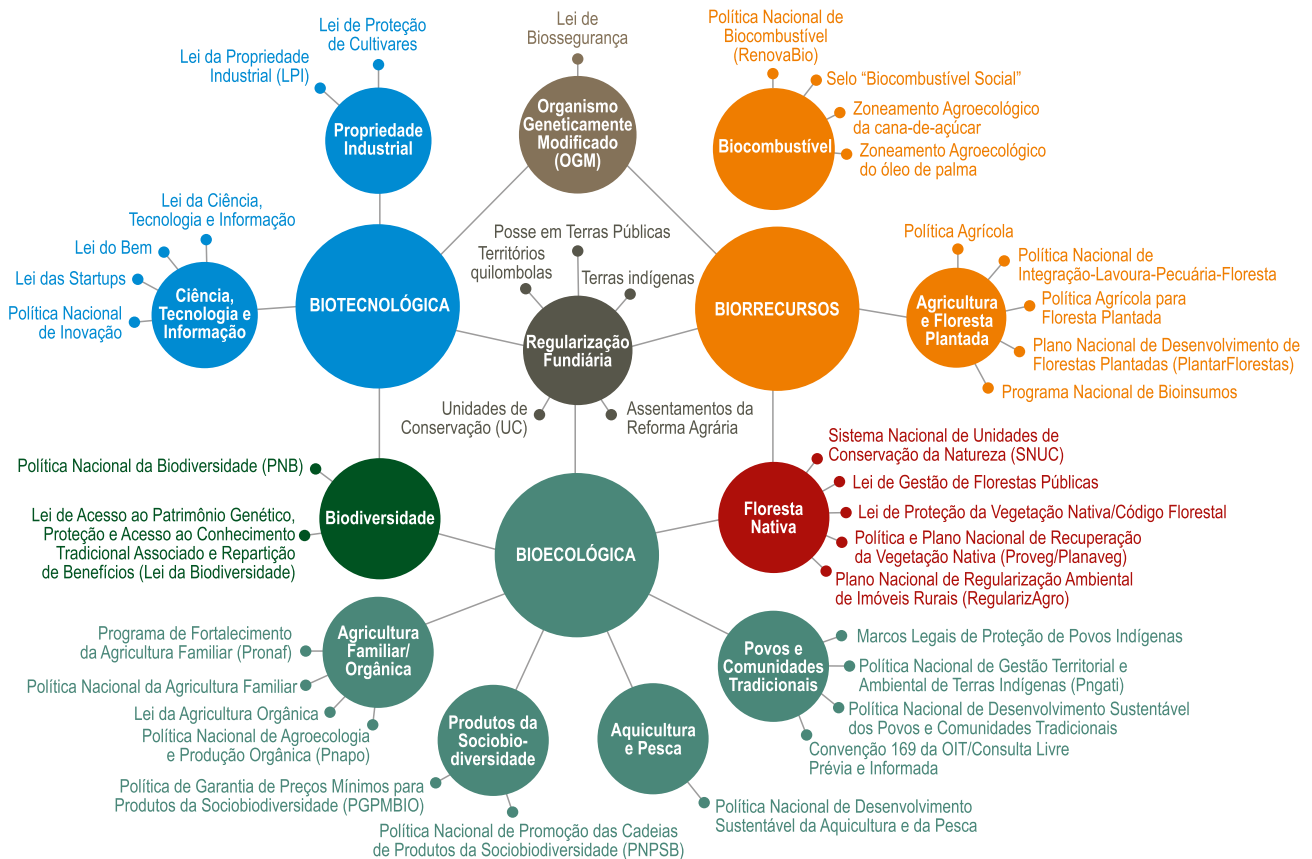 Lei de Proteção
de Cultivares
Lei da Propriedade
Industrial (LPI)
Propriedade
Industrial
Lei de
Biossegurança
Organismo
Geneticamente
Modificado
(OGM)
Política Nacional de
Biocombustível
(RenovaBio)
Selo “Biocombustível Social”
Zoneamento Agroecológico
da cana-de-açúcar
Zoneamento Agroecológico
do óleo de palma
Biocombustível
Lei da Ciência,
Tecnologia e Informação
Lei do Bem
Lei das Startups
Política Nacional
de Inovação
Ciência,
Tecnologia e
Informação
BIOTECNOLÓGICA
Posse em Terras Públicas
Territórios
quilombolas
Terras indígenas
Regularização
Fundiária
Unidades de
Conservação (UC)
Assentamentos da
Reforma Agrária
BIORRECURSOS
Política Agrícola
Política Nacional de
Integração-Lavoura-Pecuária-Floresta
Política Agrícola para
Floresta Plantada
Plano Nacional de Desenvolvimento de
Florestas Plantadas (PlantarFlorestas)
Programa Nacional de Bioinsumos
Agricultura
e Floresta
Plantada
Política Nacional da Biodiversidade (PNB)
Lei de Acesso ao Patrimônio Genético,
Proteção e Acesso ao Conhecimento
Tradicional Associado e Repartição
de Benefícios (Lei da Biodiversidade)
Biodiversidade
BIOECOLÓGICA
Floresta
Nativa
Sistema Nacional de Unidades de
Conservação da Natureza (SNUC)
Lei de Gestão de Florestas Públicas
Lei de Proteção da Vegetação Nativa/Código Florestal
Política e Plano Nacional de Recuperação
da Vegetação Nativa (Proveg/Planaveg)
Plano Nacional de Regularização Ambiental
de Imóveis Rurais (RegularizAgro)
Programa de Fortalecimento
da Agricultura Familiar (Pronaf)
Política Nacional da Agricultura Familiar
Lei da Agricultura Orgânica
Política Nacional de Agroecologia
e Produção Orgânica (Pnapo)
Agricultura
Familiar/
Orgânica
Produtos da
Sociobio-
diversidade
Política de Garantia de Preços Mínimos para
Produtos da Sociobiodiversidade (PGPMBIO)
Política Nacional de Promoção das Cadeias
de Produtos da Sociobiodiversidade (PNPSB)
Aquicultura
e Pesca
Política Nacional de Desenvolvimento
Sustentável da Aquicultura e da Pesca
Povos e
Comunidades
Tradicionais
Marcos Legais de Proteção de Povos Indígenas
Política Nacional de Gestão Territorial e
Ambiental de Terras Indígenas (Pngati)
Política Nacional de Desenvolvimento Sustentável
dos Povos e Comunidades Tradicionais
Convenção 169 da OIT/Consulta Livre
Prévia e Informada